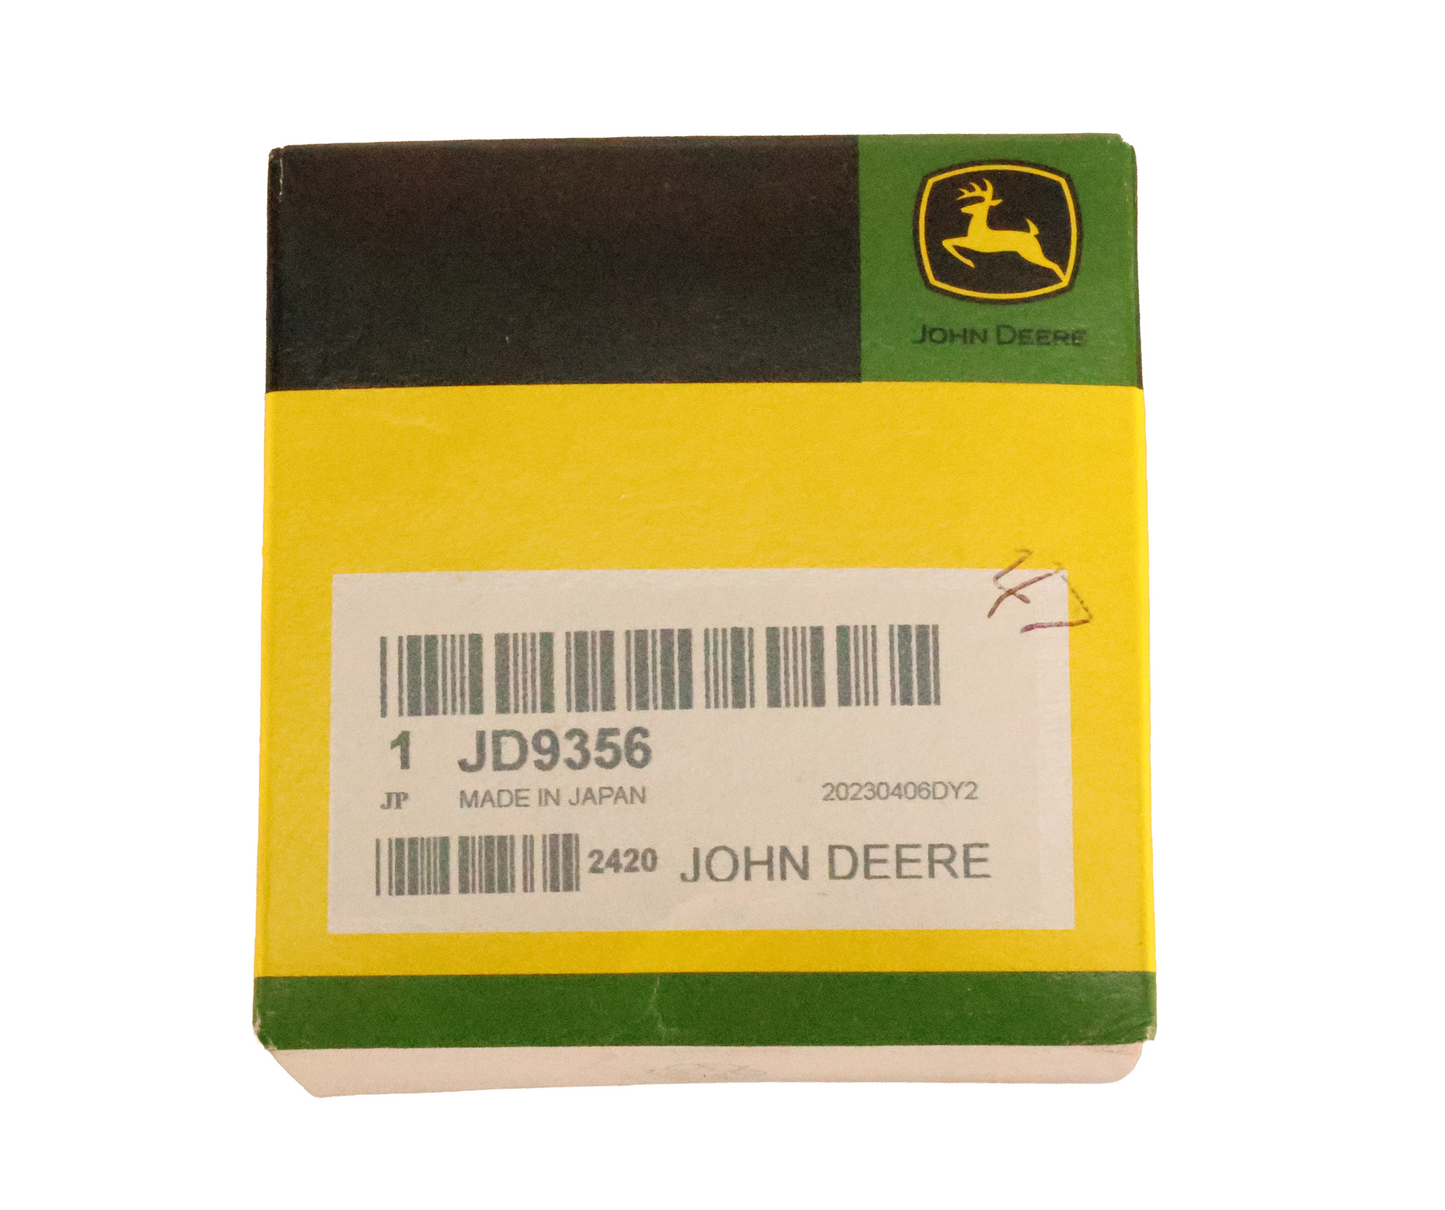 JOHN DEERE
1 JD9356
JP MADE IN JAPAN 20230406DY2
2420 JOHN DEERE